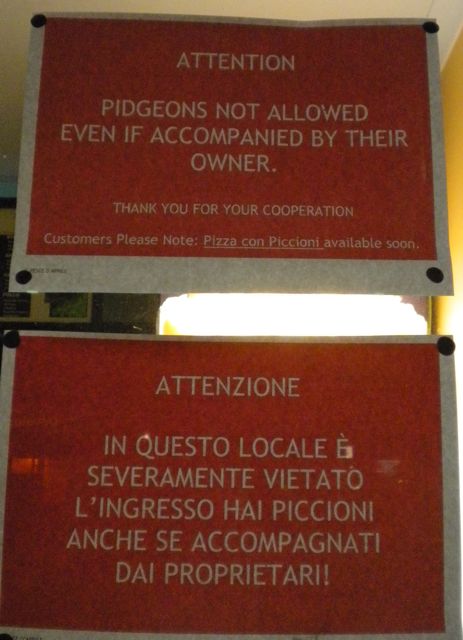 ATTENTION
PIDGEONS NOT ALLOWED
EVEN IF ACCOMPANIED BY THEIR
OWNER.
THANK YOU FOR YOUR COOPERATION
Customers Please Note: Pizza con Piccioni available soon.
ATTENZIONE
IN QUESTO LOCALE È
SEVERAMENTE VIETATO
L'INGRESSO HAI PICCIONI
ANCHE SE ACCOMPAGNATI
DAI PROPRIETARI!